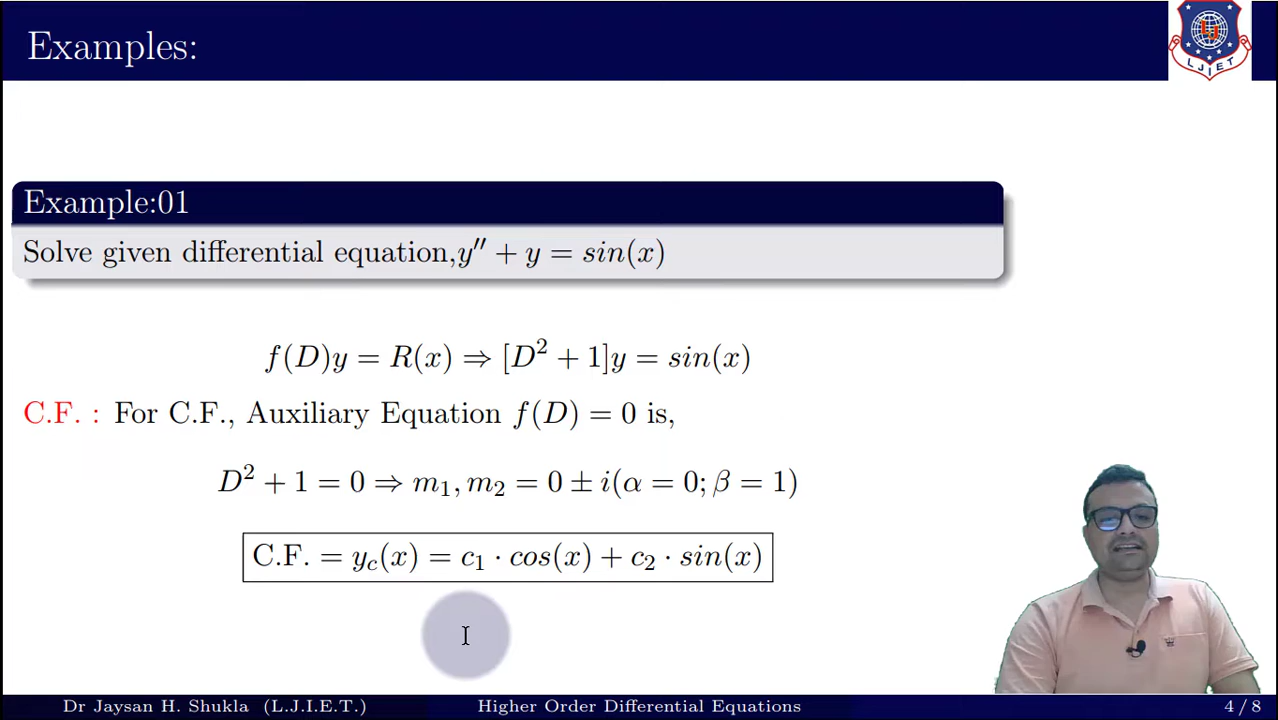 Examples:
LJIET
Example:01
Solve given differential equation,y″ + y = sin(x)
f(D)y = R(x) ⇒ [D² + 1]y = sin(x)
C.F. : For C.F., Auxiliary Equation f(D) = 0 is,
D² + 1 = 0 ⇒ m₁, m₂ = 0 ± i(α = 0; β = 1)
C.F. = y_c(x) = c₁ · cos(x) + c₂ · sin(x)
Dr Jaysan H. Shukla (L.J.I.E.T.) Higher Order Differential Equations 4 / 8